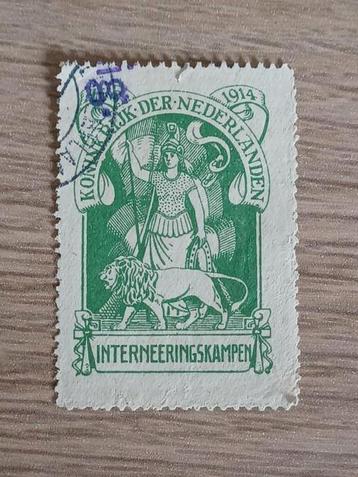 KONINKRIJK·DER·NEDERLANDEN
1914
INTERNEERINGSKAMPEN